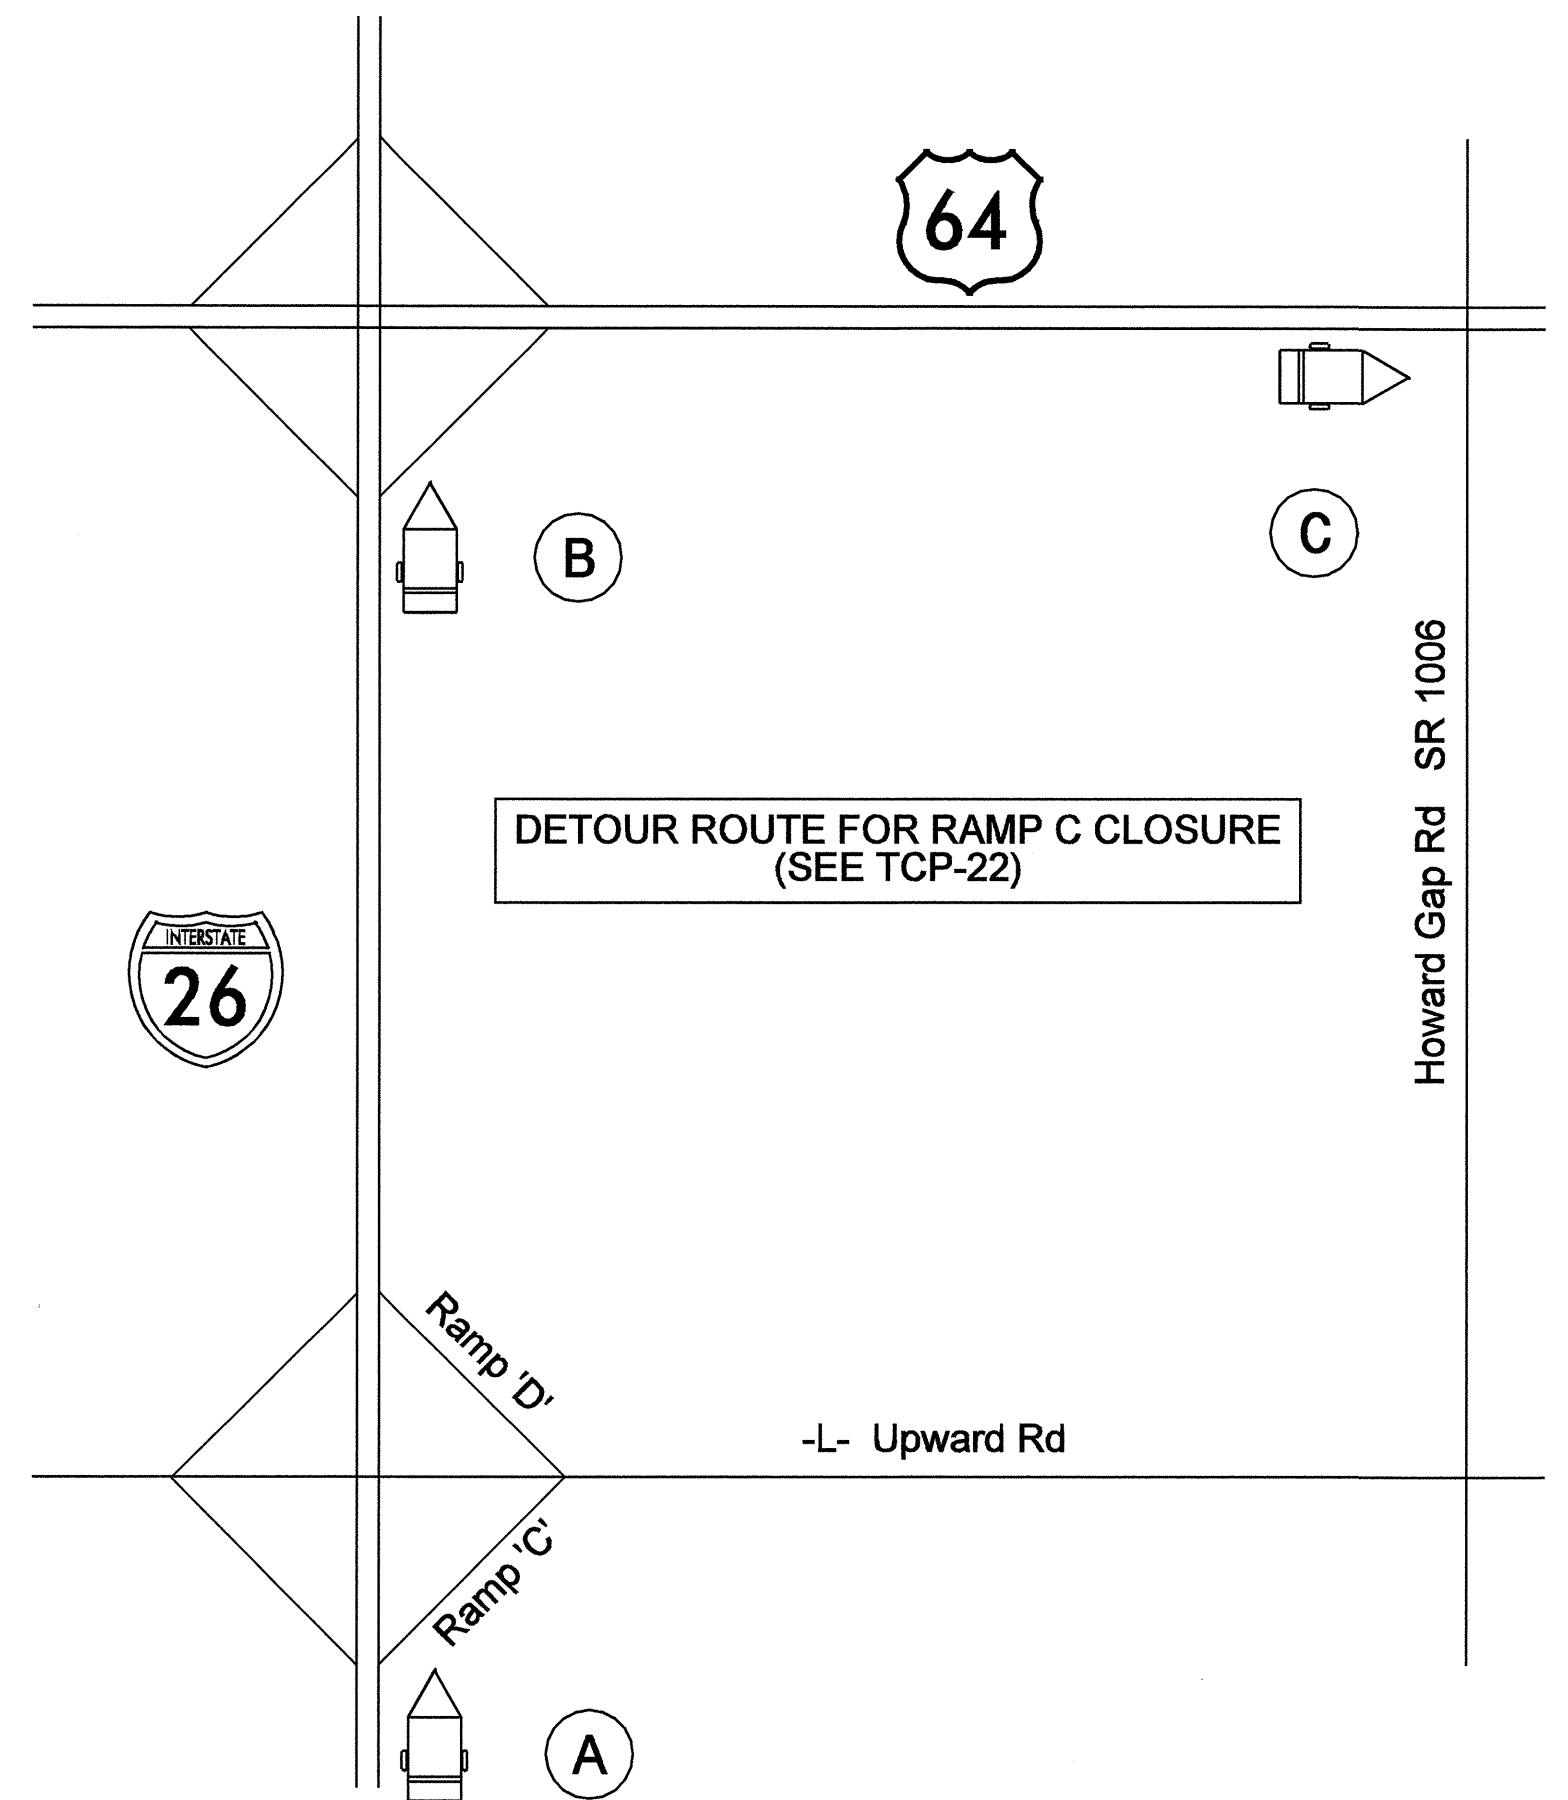 64
B
C
Howard Gap Rd  SR 1006
DETOUR ROUTE FOR RAMP C CLOSURE
(SEE TCP-22)
INTERSTATE
26
Ramp 'D'
-L-  Upward Rd
Ramp 'C'
A